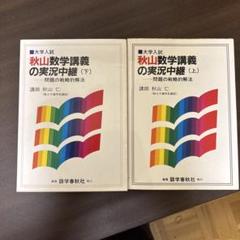 ■大学入試
秋山数学講義
の実況中継(下)
——問題の戦略的解法
講師 秋山 仁
語学春秋社
■大学入試
秋山数学講義
の実況中継(上)
——問題の戦略的解法
講師 秋山 仁
語学春秋社